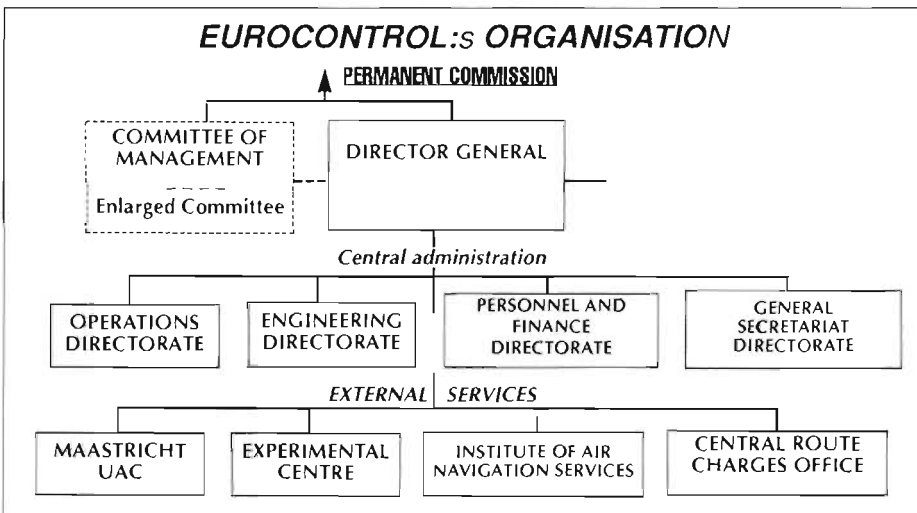 EUROCONTROL:s ORGANISATION
PERMANENT COMMISSION
COMMITTEE OF
MANAGEMENT
Enlarged Committee
DIRECTOR GENERAL
Central administration
OPERATIONS
DIRECTORATE
ENGINEERING
DIRECTORATE
PERSONNEL AND
FINANCE
DIRECTORATE
GENERAL
SECRETARIAT
DIRECTORATE
EXTERNAL SERVICES
MAASTRICHT
UAC
EXPERIMENTAL
CENTRE
INSTITUTE OF AIR
NAVIGATION SERVICES
CENTRAL ROUTE
CHARGES OFFICE